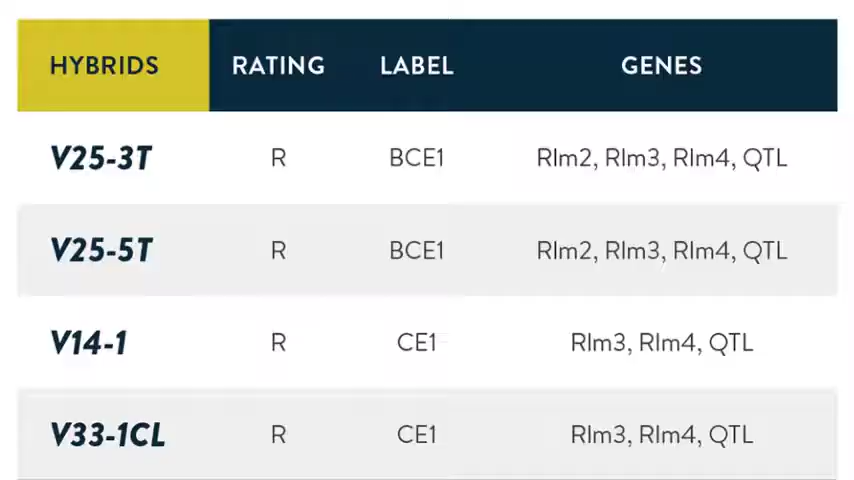 HYBRIDS RATING LABEL GENES
V25-3T R BCE1 Rlm2, Rlm3, Rlm4, QTL
V25-5T R BCE1 Rlm2, Rlm3, Rlm4, QTL
V14-1 R CE1 Rlm3, Rlm4, QTL
V33-1CL R CE1 Rlm3, Rlm4, QTL